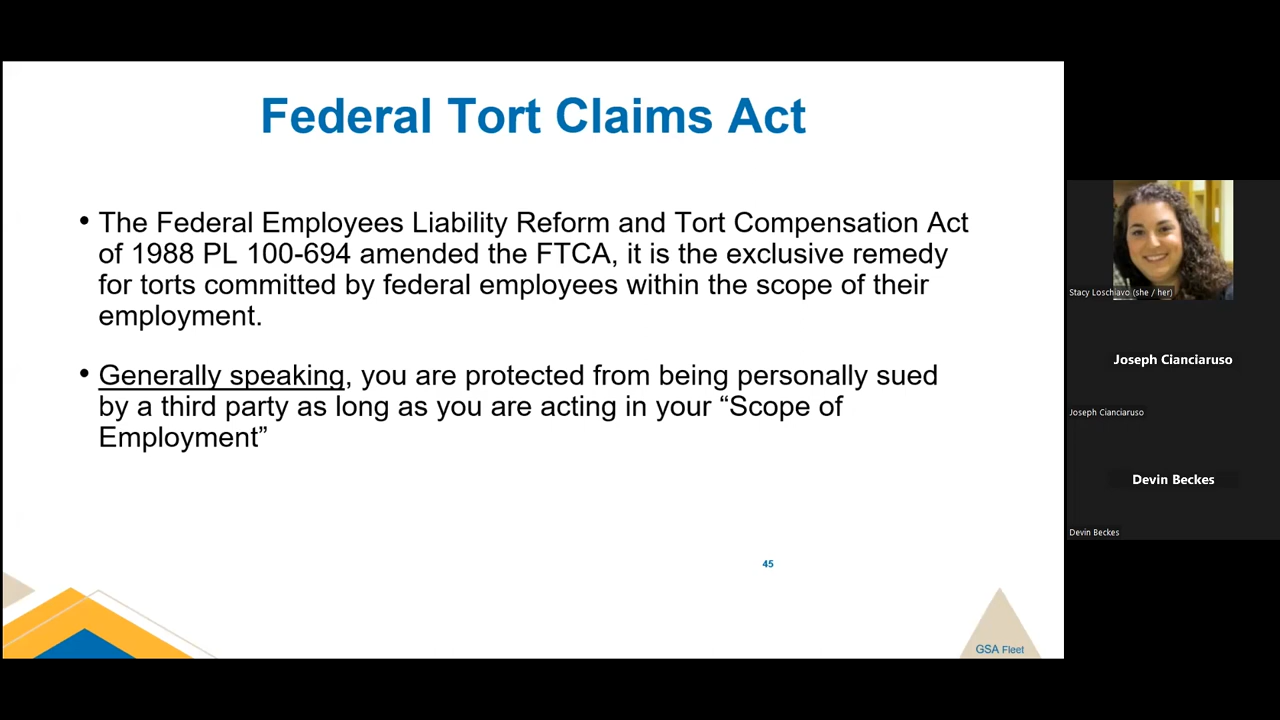 Federal Tort Claims Act
• The Federal Employees Liability Reform and Tort Compensation Act
of 1988 PL 100-694 amended the FTCA, it is the exclusive remedy
for torts committed by federal employees within the scope of their
employment.
• Generally speaking, you are protected from being personally sued
by a third party as long as you are acting in your “Scope of
Employment”
45
GSA Fleet
Stacy Loschiavo (she / her)
Joseph Cianciaruso
Joseph Cianciaruso
Devin Beckes
Devin Beckes